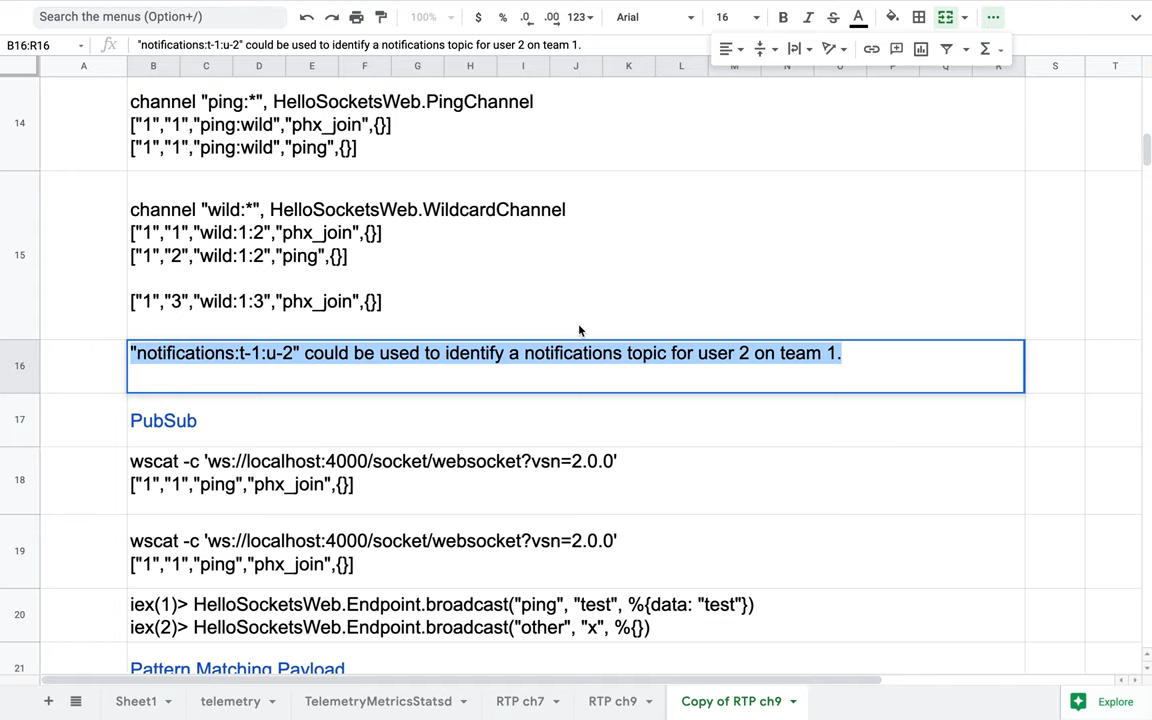 Search the menus (Option+/)
100%
$ % .0 .00 123
Arial
16
B I S A
B16:R16
fx
"notifications:t-1:u-2" could be used to identify a notifications topic for user 2 on team 1.
A B C D E F G H I J K L M N O P Q R S T
14
channel "ping:*", HelloSocketsWeb.PingChannel
["1","1","ping:wild","phx_join",{}]
["1","1","ping:wild","ping",{}]
15
channel "wild:*", HelloSocketsWeb.WildcardChannel
["1","1","wild:1:2","phx_join",{}]
["1","2","wild:1:2","ping",{}]
["1","3","wild:1:3","phx_join",{}]
16
"notifications:t-1:u-2" could be used to identify a notifications topic for user 2 on team 1.
17
PubSub
18
wscat -c 'ws://localhost:4000/socket/websocket?vsn=2.0.0'
["1","1","ping","phx_join",{}]
19
wscat -c 'ws://localhost:4000/socket/websocket?vsn=2.0.0'
["1","1","ping","phx_join",{}]
20
iex(1)> HelloSocketsWeb.Endpoint.broadcast("ping", "test", %{data: "test"})
iex(2)> HelloSocketsWeb.Endpoint.broadcast("other", "x", %{})
21
Pattern Matching Payload
Sheet1
telemetry
TelemetryMetricsStatsd
RTP ch7
RTP ch9
Copy of RTP ch9
Explore